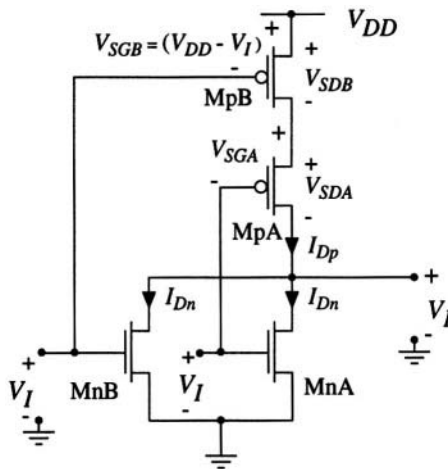 V_DD
V_SGB = (V_DD - V_I)
+
+
-
V_SDB
MpB
-
+
V_SGA
+
-
V_SDA
MpA
-
I_Dp
I_Dn
I_Dn
+
V_I
-
+
V_I
-
MnB
+
V_I
-
MnA